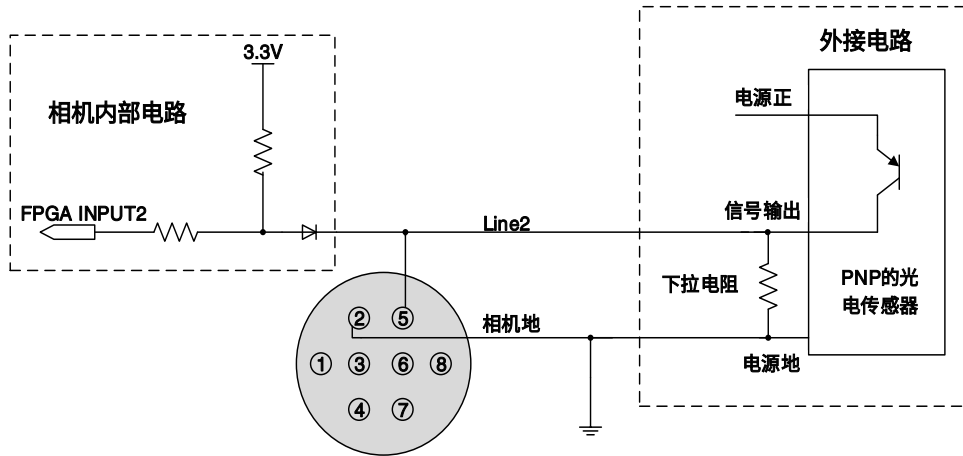 外接电路
3.3V
相机内部电路
电源正
FPGA INPUT2
Line2
信号输出
下拉电阻
PNP的光
电传感器
相机地
电源地
2
5
1
3
6
8
4
7